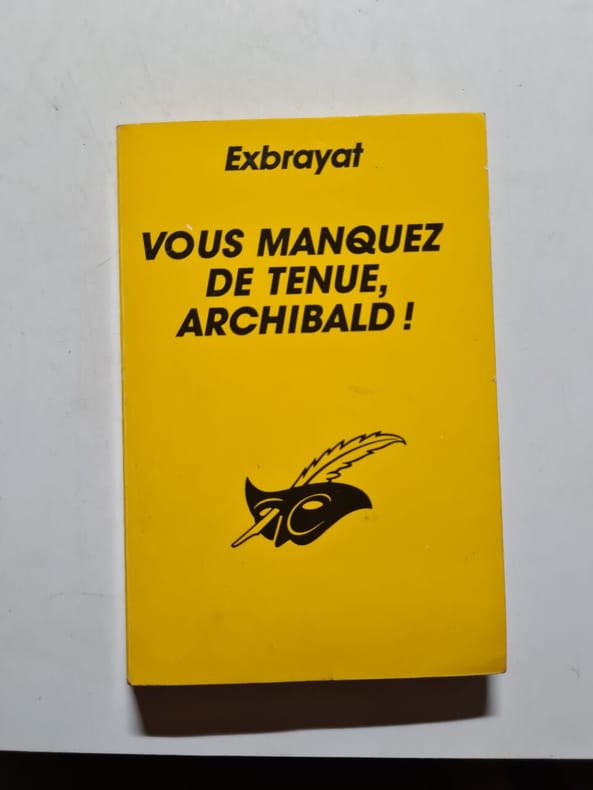 Exbrayat
VOUS MANQUEZ
DE TENUE,
ARCHIBALD !